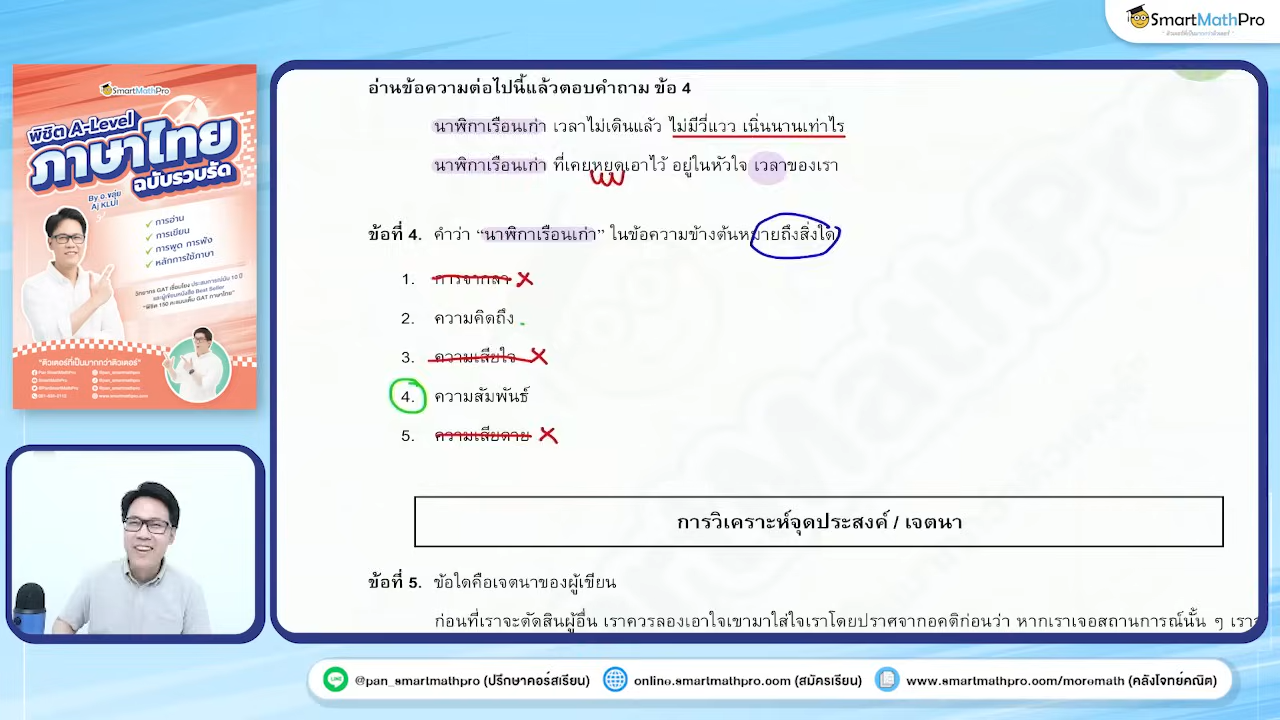 SmartMathPro
"ติวเตอร์ที่เป็นมากกว่าติวเตอร์"
SmartMathPro
พิชิต A-Level
ภาษาไทย
ฉบับรวบรัด
By อ.ขลุ่ย
Aj KLUI
✓ การอ่าน
✓ การเขียน
✓ การพูด การฟัง
✓ หลักการใช้ภาษา
"ติวเตอร์ที่เป็นมากกว่าติวเตอร์"
อ่านข้อความต่อไปนี้แล้วตอบคำถาม ข้อ 4
นาฬิกาเรือนเก่า เวลาไม่เดินแล้ว ไม่มีวี่แวว เนิ่นนานเท่าไร
นาฬิกาเรือนเก่า ที่เคยหยุดเอาไว้ อยู่ในหัวใจ เวลาของเรา
ข้อที่ 4. คำว่า "นาฬิกาเรือนเก่า" ในข้อความข้างต้นหมายถึงสิ่งใด
1. การจากลา
2. ความคิดถึง
3. ความเสียใจ
4. ความสัมพันธ์
5. ความเสียดาย
การวิเคราะห์จุดประสงค์ / เจตนา
ข้อที่ 5. ข้อใดคือเจตนาของผู้เขียน
ก่อนที่เราจะตัดสินผู้อื่น เราควรลองเอาใจเขามาใส่ใจเราโดยปราศจากอคติก่อนว่า หากเราเจอสถานการณ์นั้น ๆ
@pan_smartmathpro (ปรึกษาคอร์สเรียน)
online.smartmathpro.com (สมัครเรียน)
www.smartmathpro.com/moremath (คลังโจทย์คณิต)